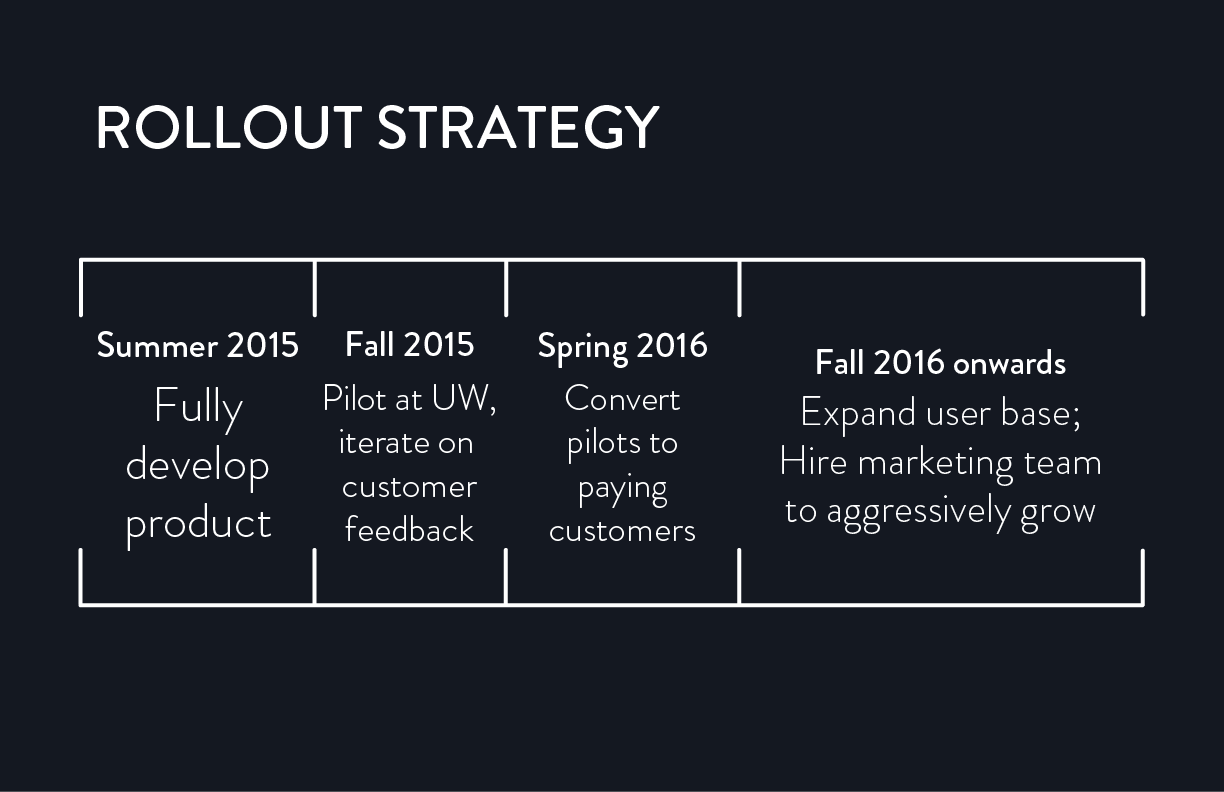 ROLLOUT STRATEGY
Summer 2015
Fully
develop
product
Fall 2015
Pilot at UW,
iterate on
customer
feedback
Spring 2016
Convert
pilots to
paying
customers
Fall 2016 onwards
Expand user base;
Hire marketing team
to aggressively grow